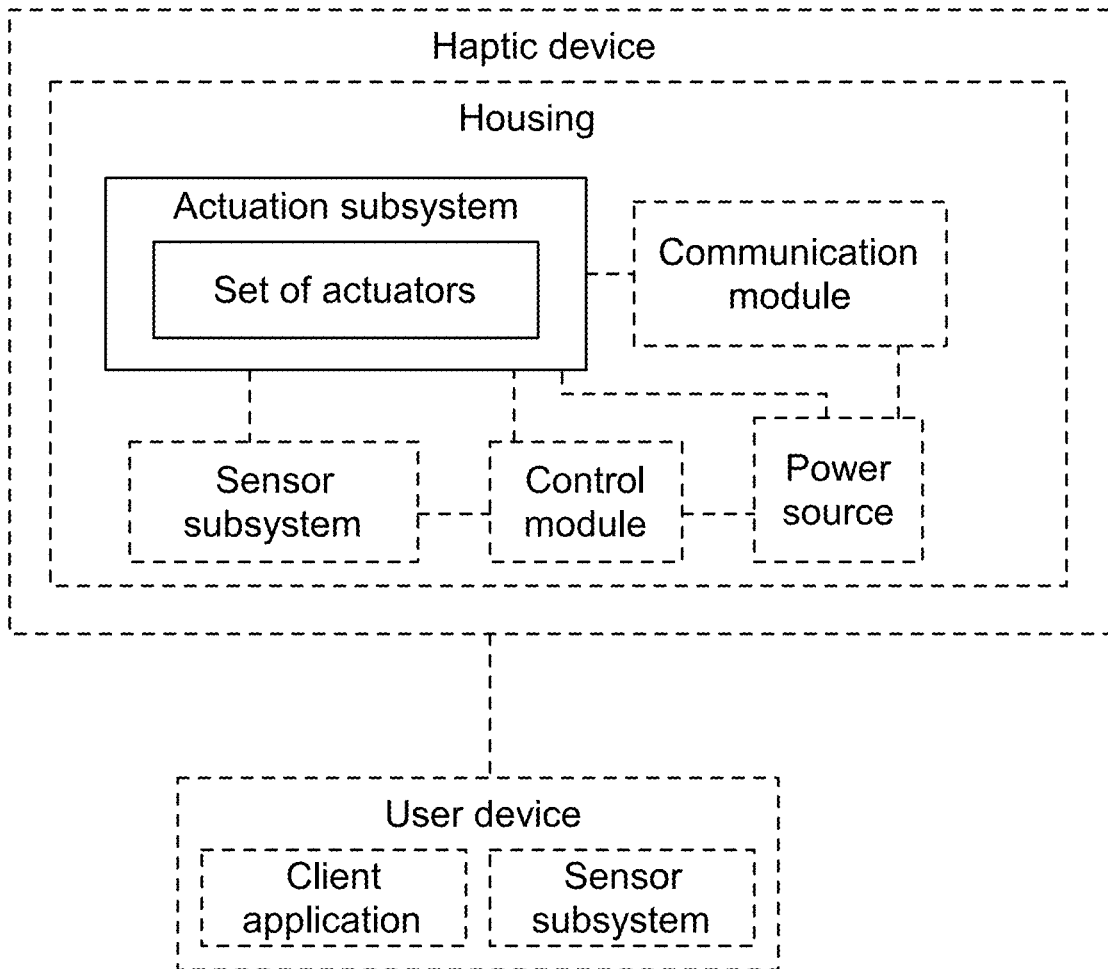 Haptic device
Housing
Actuation subsystem
Set of actuators
Communication
module
Sensor
subsystem
Control
module
Power
source
User device
Client
application
Sensor
subsystem